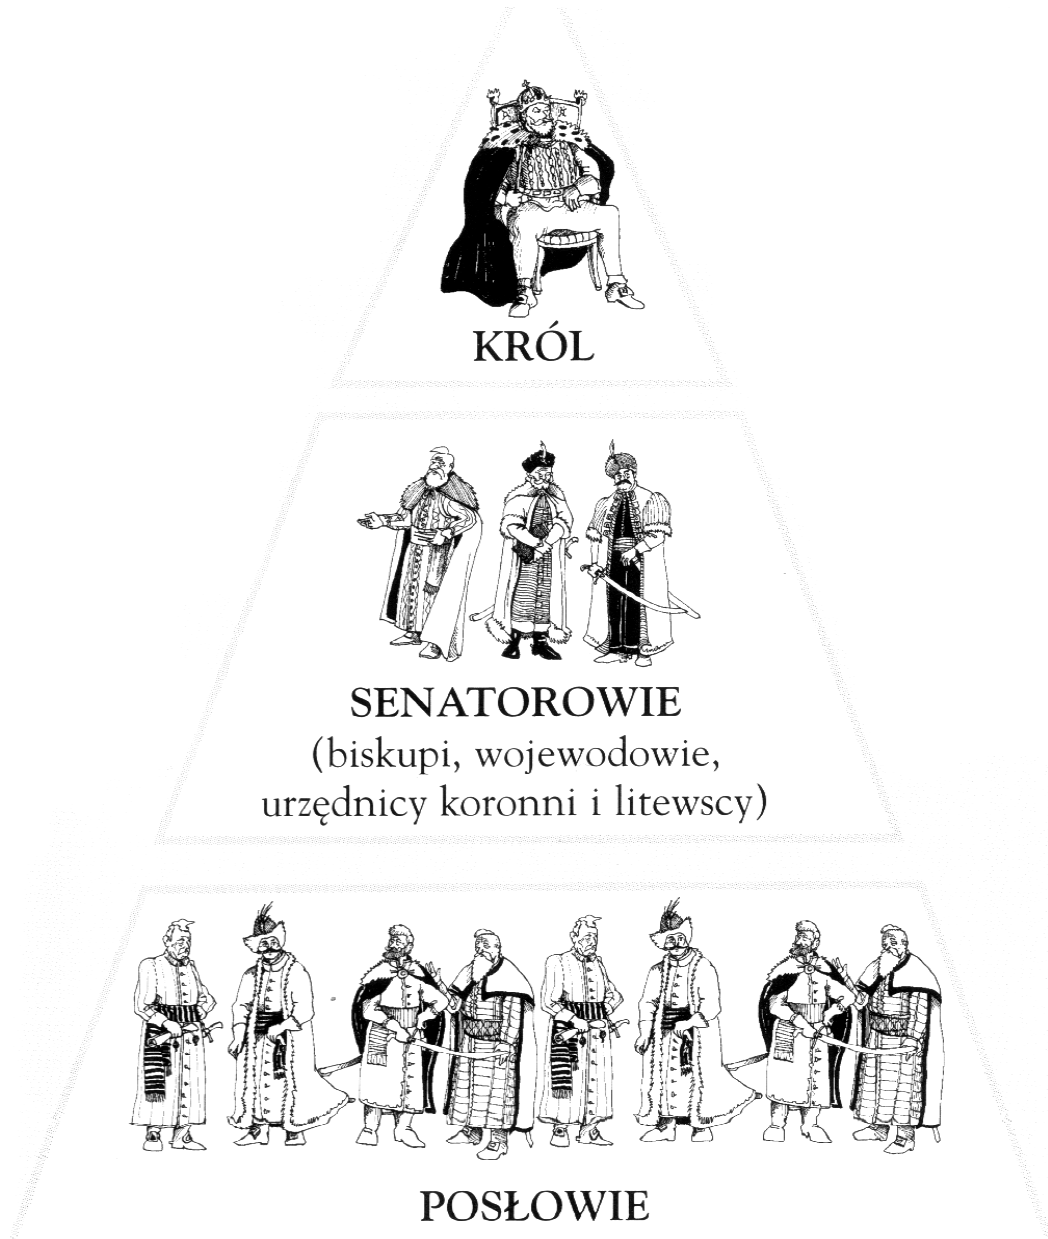 KRÓL
SENATOROWIE
(biskupi, wojewodowie,
urzędnicy koronni i litewscy)
POSŁOWIE